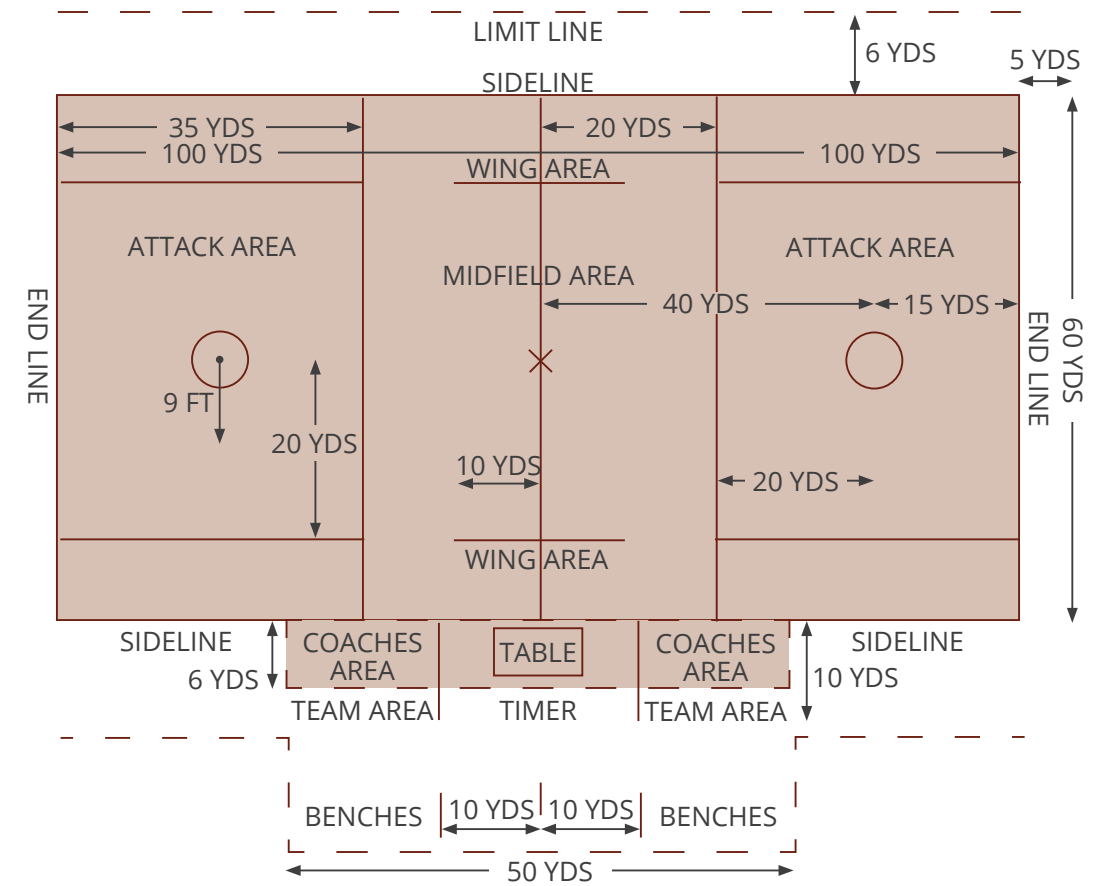 LIMIT LINE
6 YDS
5 YDS
SIDELINE
35 YDS
20 YDS
100 YDS
100 YDS
WING AREA
ATTACK AREA
ATTACK AREA
MIDFIELD AREA
40 YDS
15 YDS
END LINE
END LINE
60 YDS
9 FT
20 YDS
10 YDS
20 YDS
WING AREA
SIDELINE
COACHES
AREA
TABLE
COACHES
AREA
SIDELINE
6 YDS
10 YDS
TEAM AREA
TIMER
TEAM AREA
BENCHES
10 YDS
10 YDS
BENCHES
50 YDS